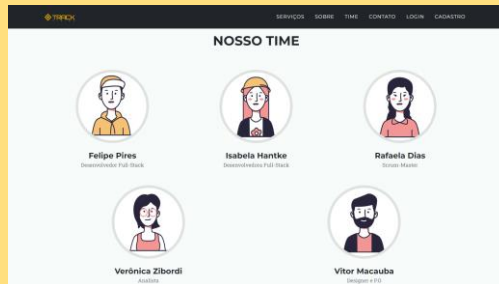 TRACK
SERVIÇOS SOBRE TIME CONTATO LOGIN CADASTRO
NOSSO TIME
Felipe Pires Isabela Hantke Rafaela Dias
Desenvolvedor Full-Stack Desenvolvedora Full-Stack Scrum-Master
Verônica Zibordi Vitor Macauba
Analista Designer e P.O